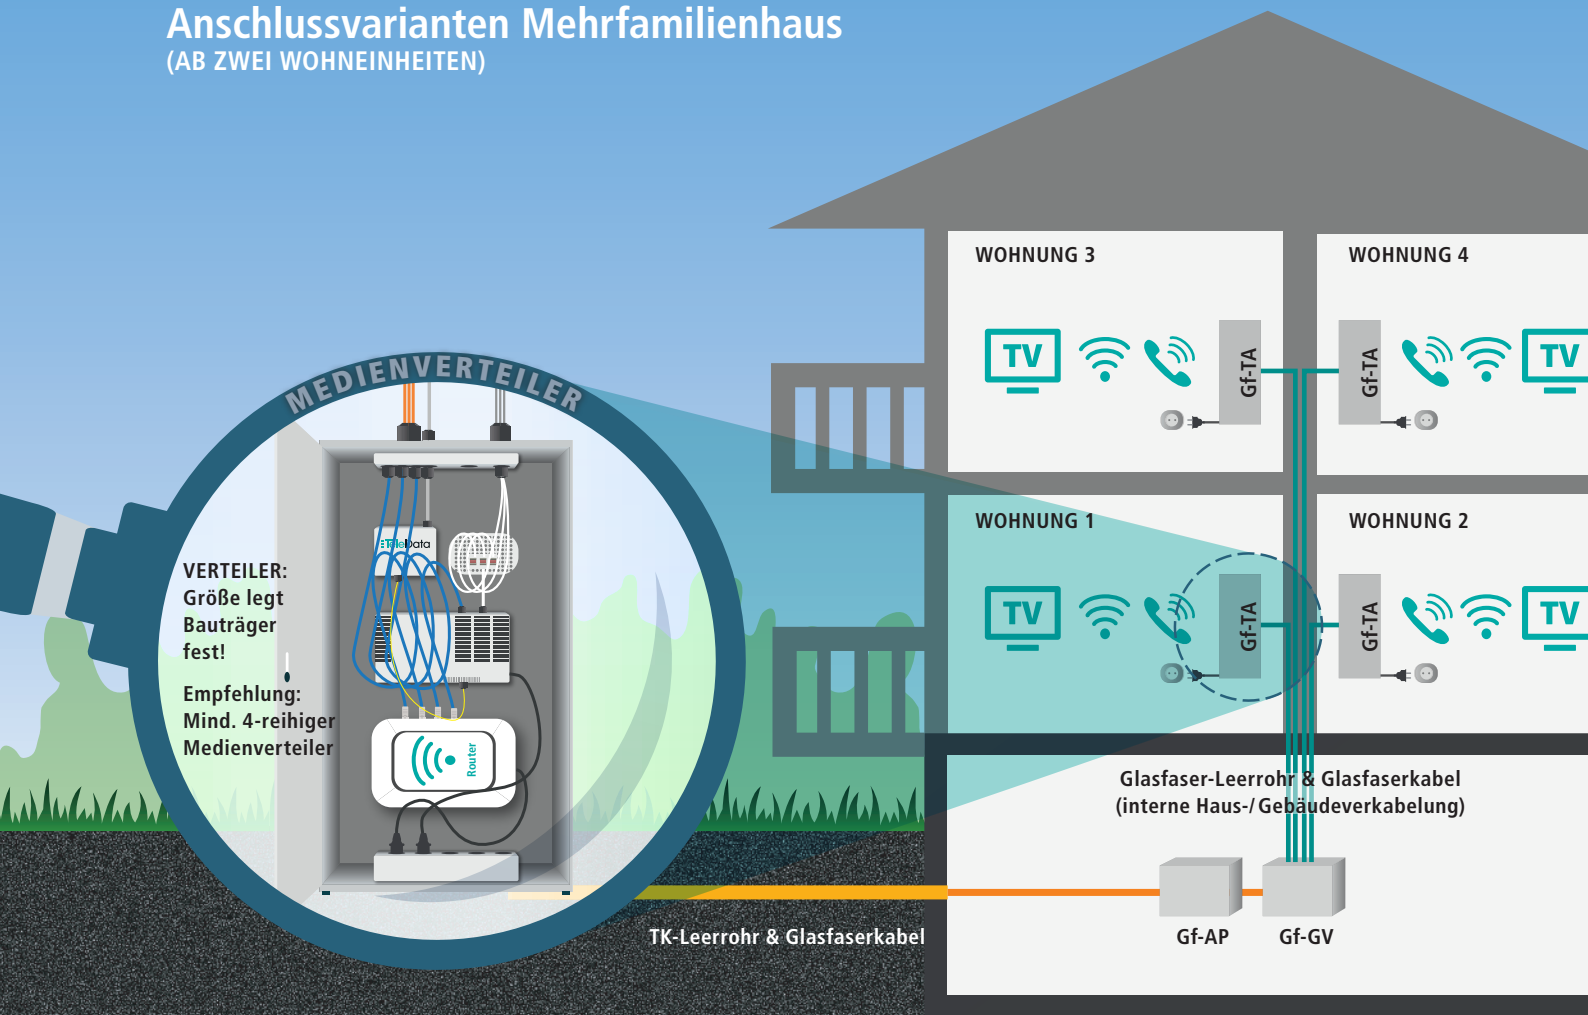 Anschlussvarianten Mehrfamilienhaus
(AB ZWEI WOHNEINHEITEN)
WOHNUNG 3
TV
Gf-TA
WOHNUNG 4
Gf-TA
TV
MEDIENVERTEILER
WOHNUNG 1
TV
Gf-TA
WOHNUNG 2
Gf-TA
TV
TeleData
VERTEILER:
Größe legt
Bauträger
fest!
Empfehlung:
Mind. 4-reihiger
Medienverteiler
Router
Glasfaser-Leerrohr & Glasfaserkabel
(interne Haus-/Gebäudeverkabelung)
TK-Leerrohr & Glasfaserkabel
Gf-AP
Gf-GV